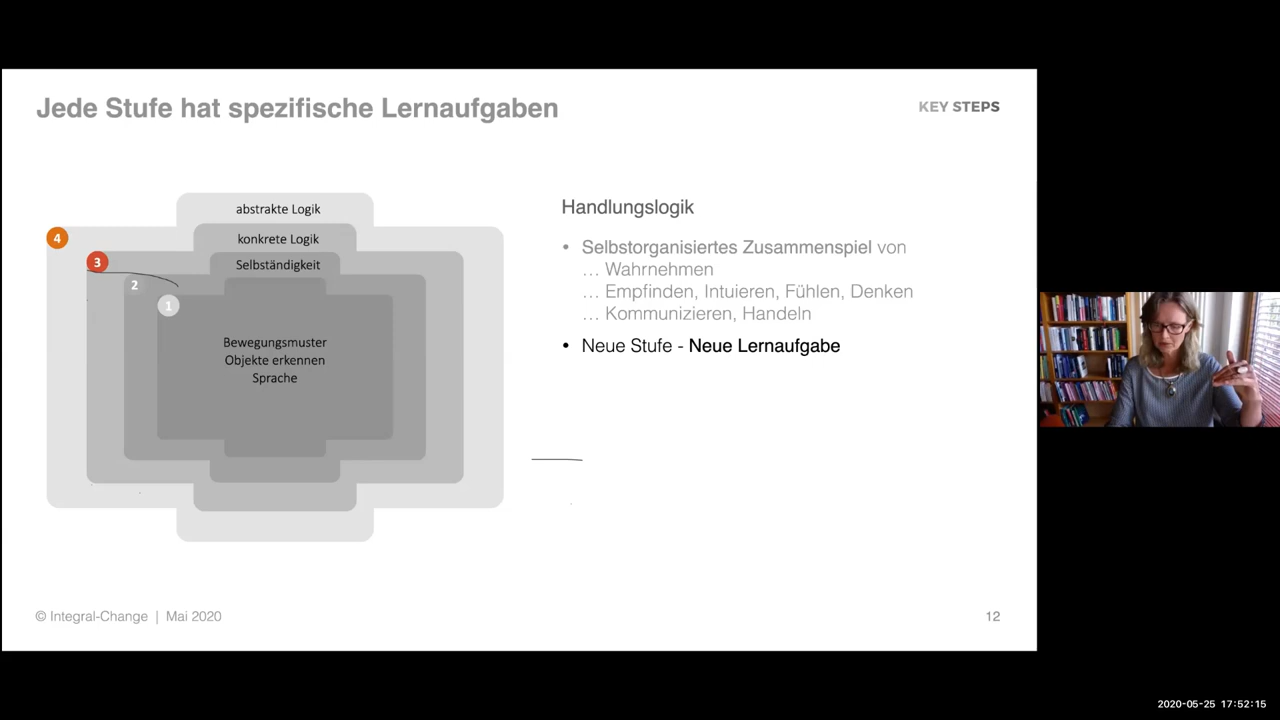 Jede Stufe hat spezifische Lernaufgaben
KEY STEPS
abstrakte Logik
4
konkrete Logik
3
Selbständigkeit
2
1
Bewegungsmuster
Objekte erkennen
Sprache
Handlungslogik
• Selbstorganisiertes Zusammenspiel von
… Wahrnehmen
… Empfinden, Intuieren, Fühlen, Denken
… Kommunizieren, Handeln
• Neue Stufe - Neue Lernaufgabe
© Integral-Change | Mai 2020
12
2020-05-25 17:52:15